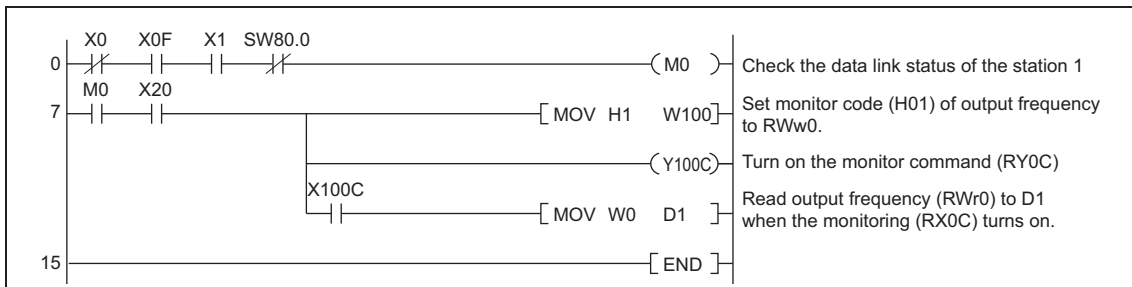 X0 X0F X1 SW80.0
0 M0 Check the data link status of the station 1
M0 X20
7 MOV H1 W100 Set monitor code (H01) of output frequency
to RWw0.
Y100C Turn on the monitor command (RY0C)
X100C
MOV W0 D1 Read output frequency (RWr0) to D1
when the monitoring (RX0C) turns on.
15 END